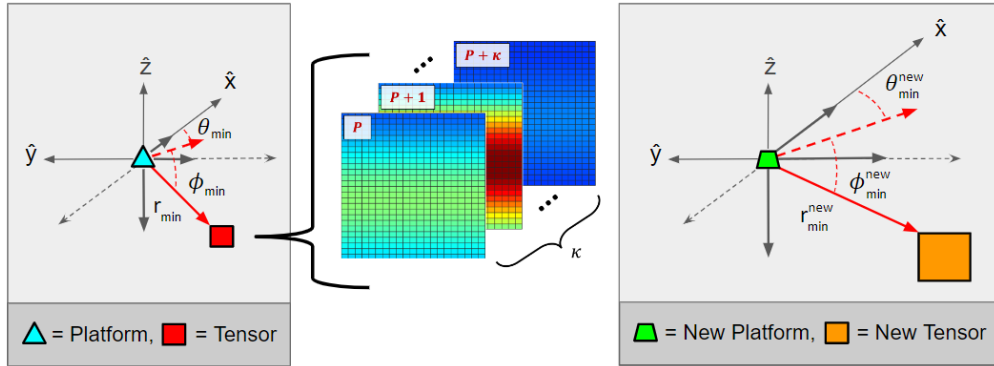 ẑ
x̂
θ_min
ŷ
ϕ_min
r_min
= Platform, = Tensor
P + κ
P + 1
P
κ
x̂
ẑ
θ_min^new
ŷ
ϕ_min^new
r_min^new
= New Platform, = New Tensor